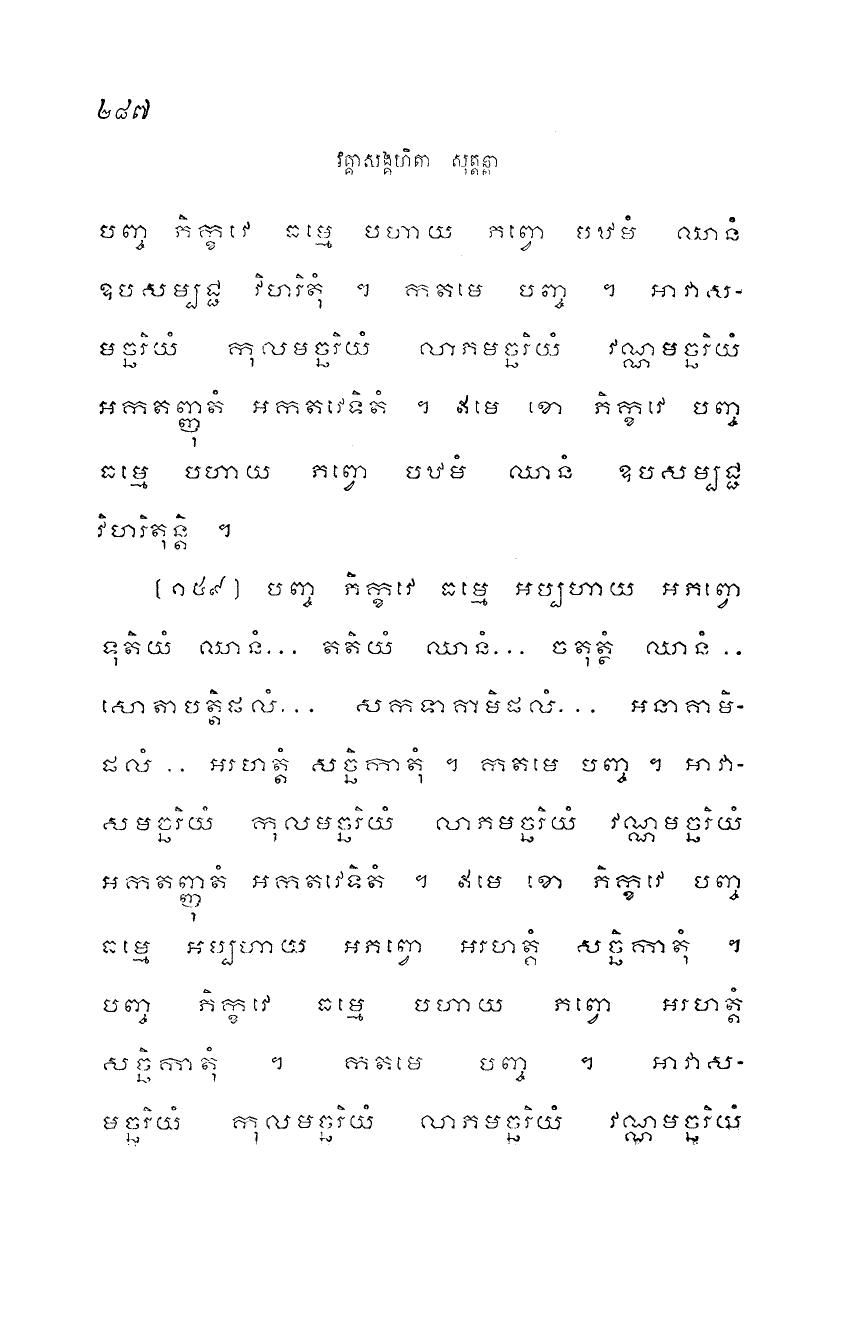 ២៨៧
វគ្គាសង្គហិតា សុត្តន្តា
បញ្ច ភិក្ខវេ ធម្មេ បហាយ ភព្វោ បឋមំ ឈានំ
ឧបសម្បជ្ជ វិហរិតុំ ។ កតមេ បញ្ច ។ អាវាស-
មច្ឆរិយំ កុលមច្ឆរិយំ លាភមច្ឆរិយំ វណ្ណមច្ឆរិយំ
អកតញ្ញុតំ អកតវេទិតំ ។ ឥមេ ខោ ភិក្ខវេ បញ្ច
ធម្មេ បហាយ ភព្វោ បឋមំ ឈានំ ឧបសម្បជ្ជ
វិហរិតុន្តិ ។
[១៥៩] បញ្ច ភិក្ខវេ ធម្មេ អប្បហាយ អភព្វោ
ទុតិយំ ឈានំ... តតិយំ ឈានំ... ចតុត្ថំ ឈានំ ..
សោតាបត្តិផលំ... សកទាគាមិផលំ... អនាគាមិ-
ផលំ .. អរហត្តំ សច្ឆិកាតុំ ។ កតមេ បញ្ច ។ អាវា-
សមច្ឆរិយំ កុលមច្ឆរិយំ លាភមច្ឆរិយំ វណ្ណមច្ឆរិយំ
អកតញ្ញុតំ អកតវេទិតំ ។ ឥមេ ខោ ភិក្ខវេ បញ្ច
ធម្មេ អប្បហាយ អភព្វោ អរហត្តំ សច្ឆិកាតុំ ។
បញ្ច ភិក្ខវេ ធម្មេ បហាយ ភព្វោ អរហត្តំ
សច្ឆិកាតុំ ។ កតមេ បញ្ច ។ អាវាស-
មច្ឆរិយំ កុលមច្ឆរិយំ លាភមច្ឆរិយំ វណ្ណមច្ឆរិយំ